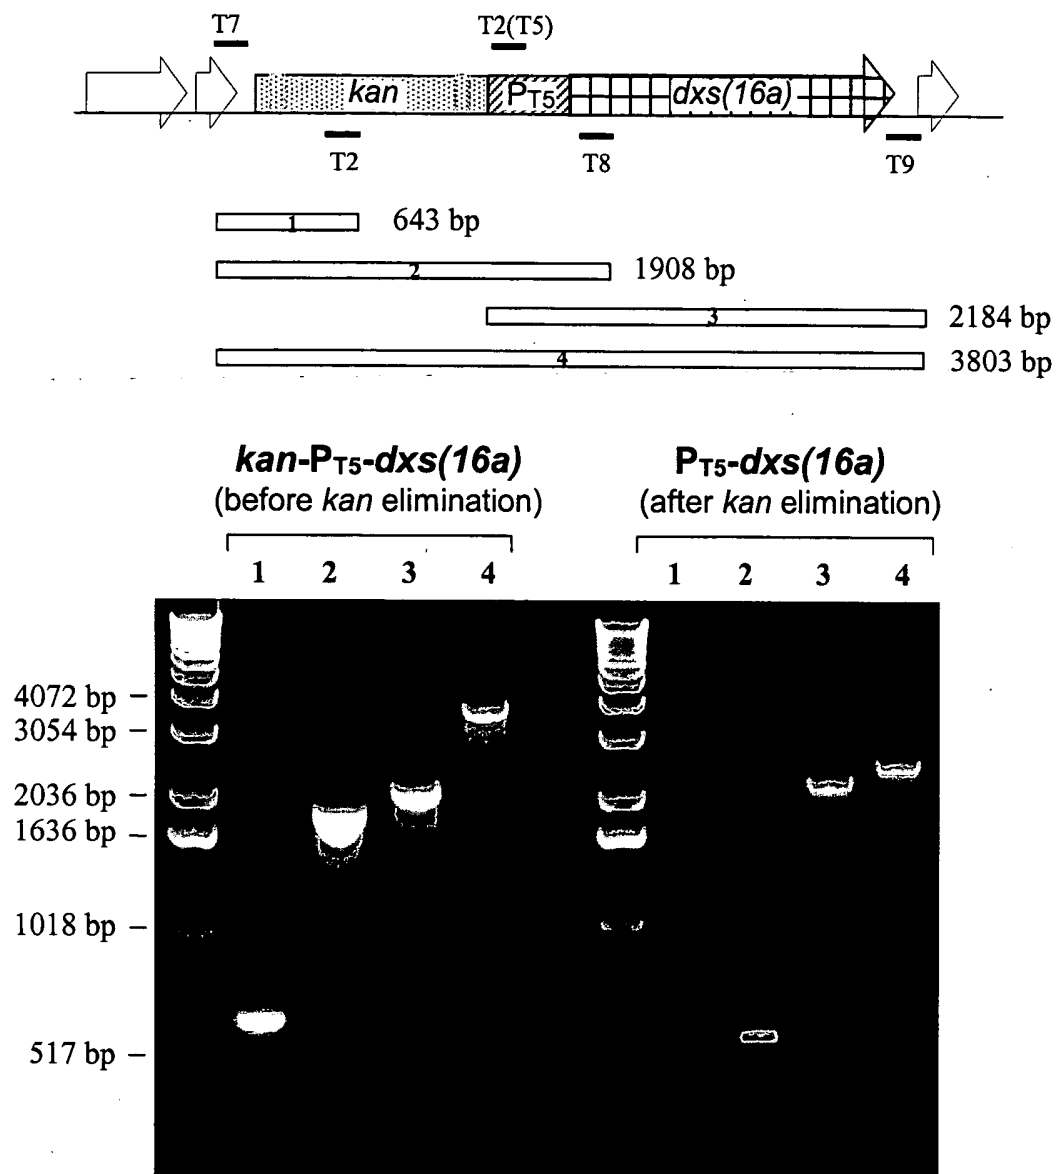 T7 T2(T5)
kan PT5 dxs(16a)
T2 T8 T9
1 643 bp
2 1908 bp
3 2184 bp
4 3803 bp
kan-PT5-dxs(16a) PT5-dxs(16a)
(before kan elimination) (after kan elimination)
1 2 3 4 1 2 3 4
4072 bp –
3054 bp –
2036 bp –
1636 bp –
1018 bp –
517 bp –